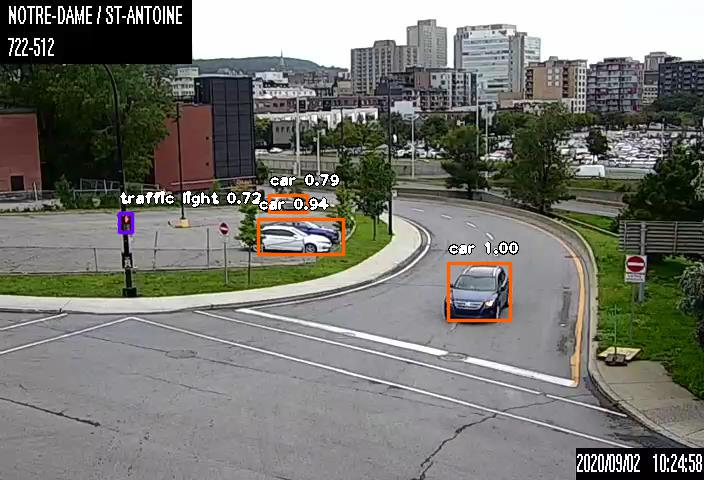 NOTRE-DAME / ST-ANTOINE
722-512
car 0.79
traffic light 0.72
car 0.94
car 1.00
2020/09/02 10:24:58